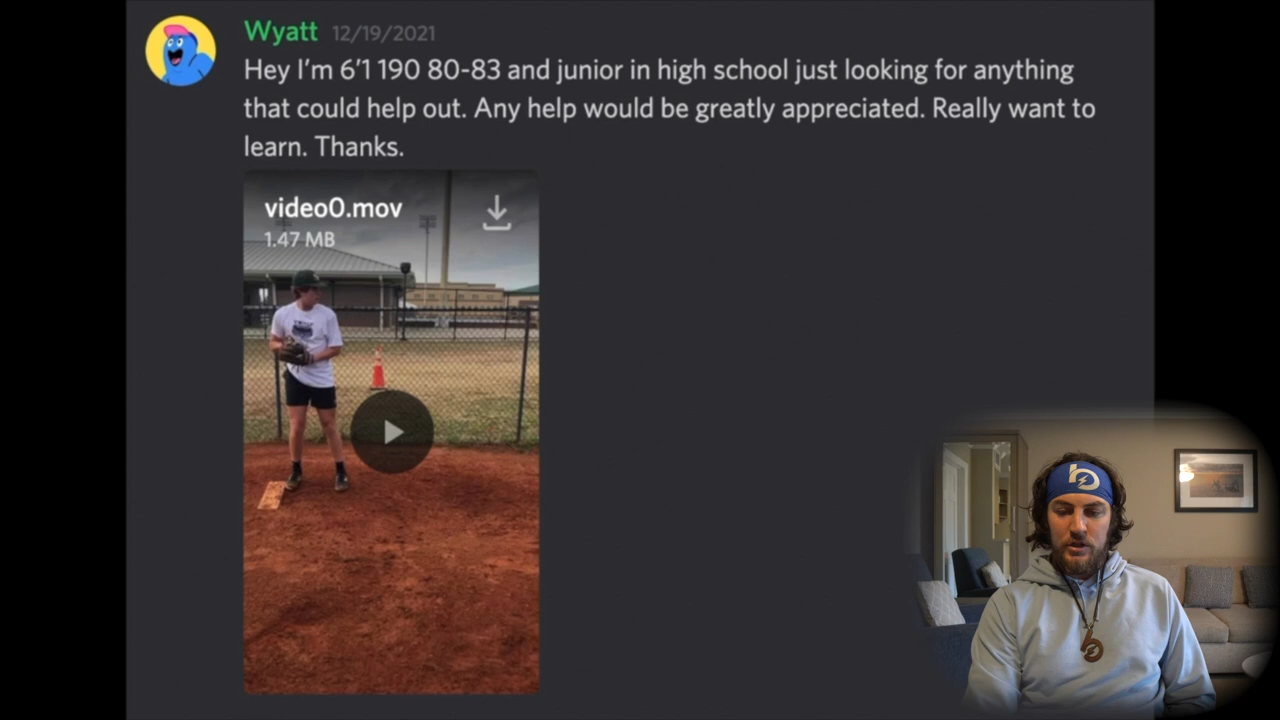 Wyatt 12/19/2021
Hey I'm 6'1 190 80-83 and junior in high school just looking for anything
that could help out. Any help would be greatly appreciated. Really want to
learn. Thanks.
video0.mov
1.47 MB